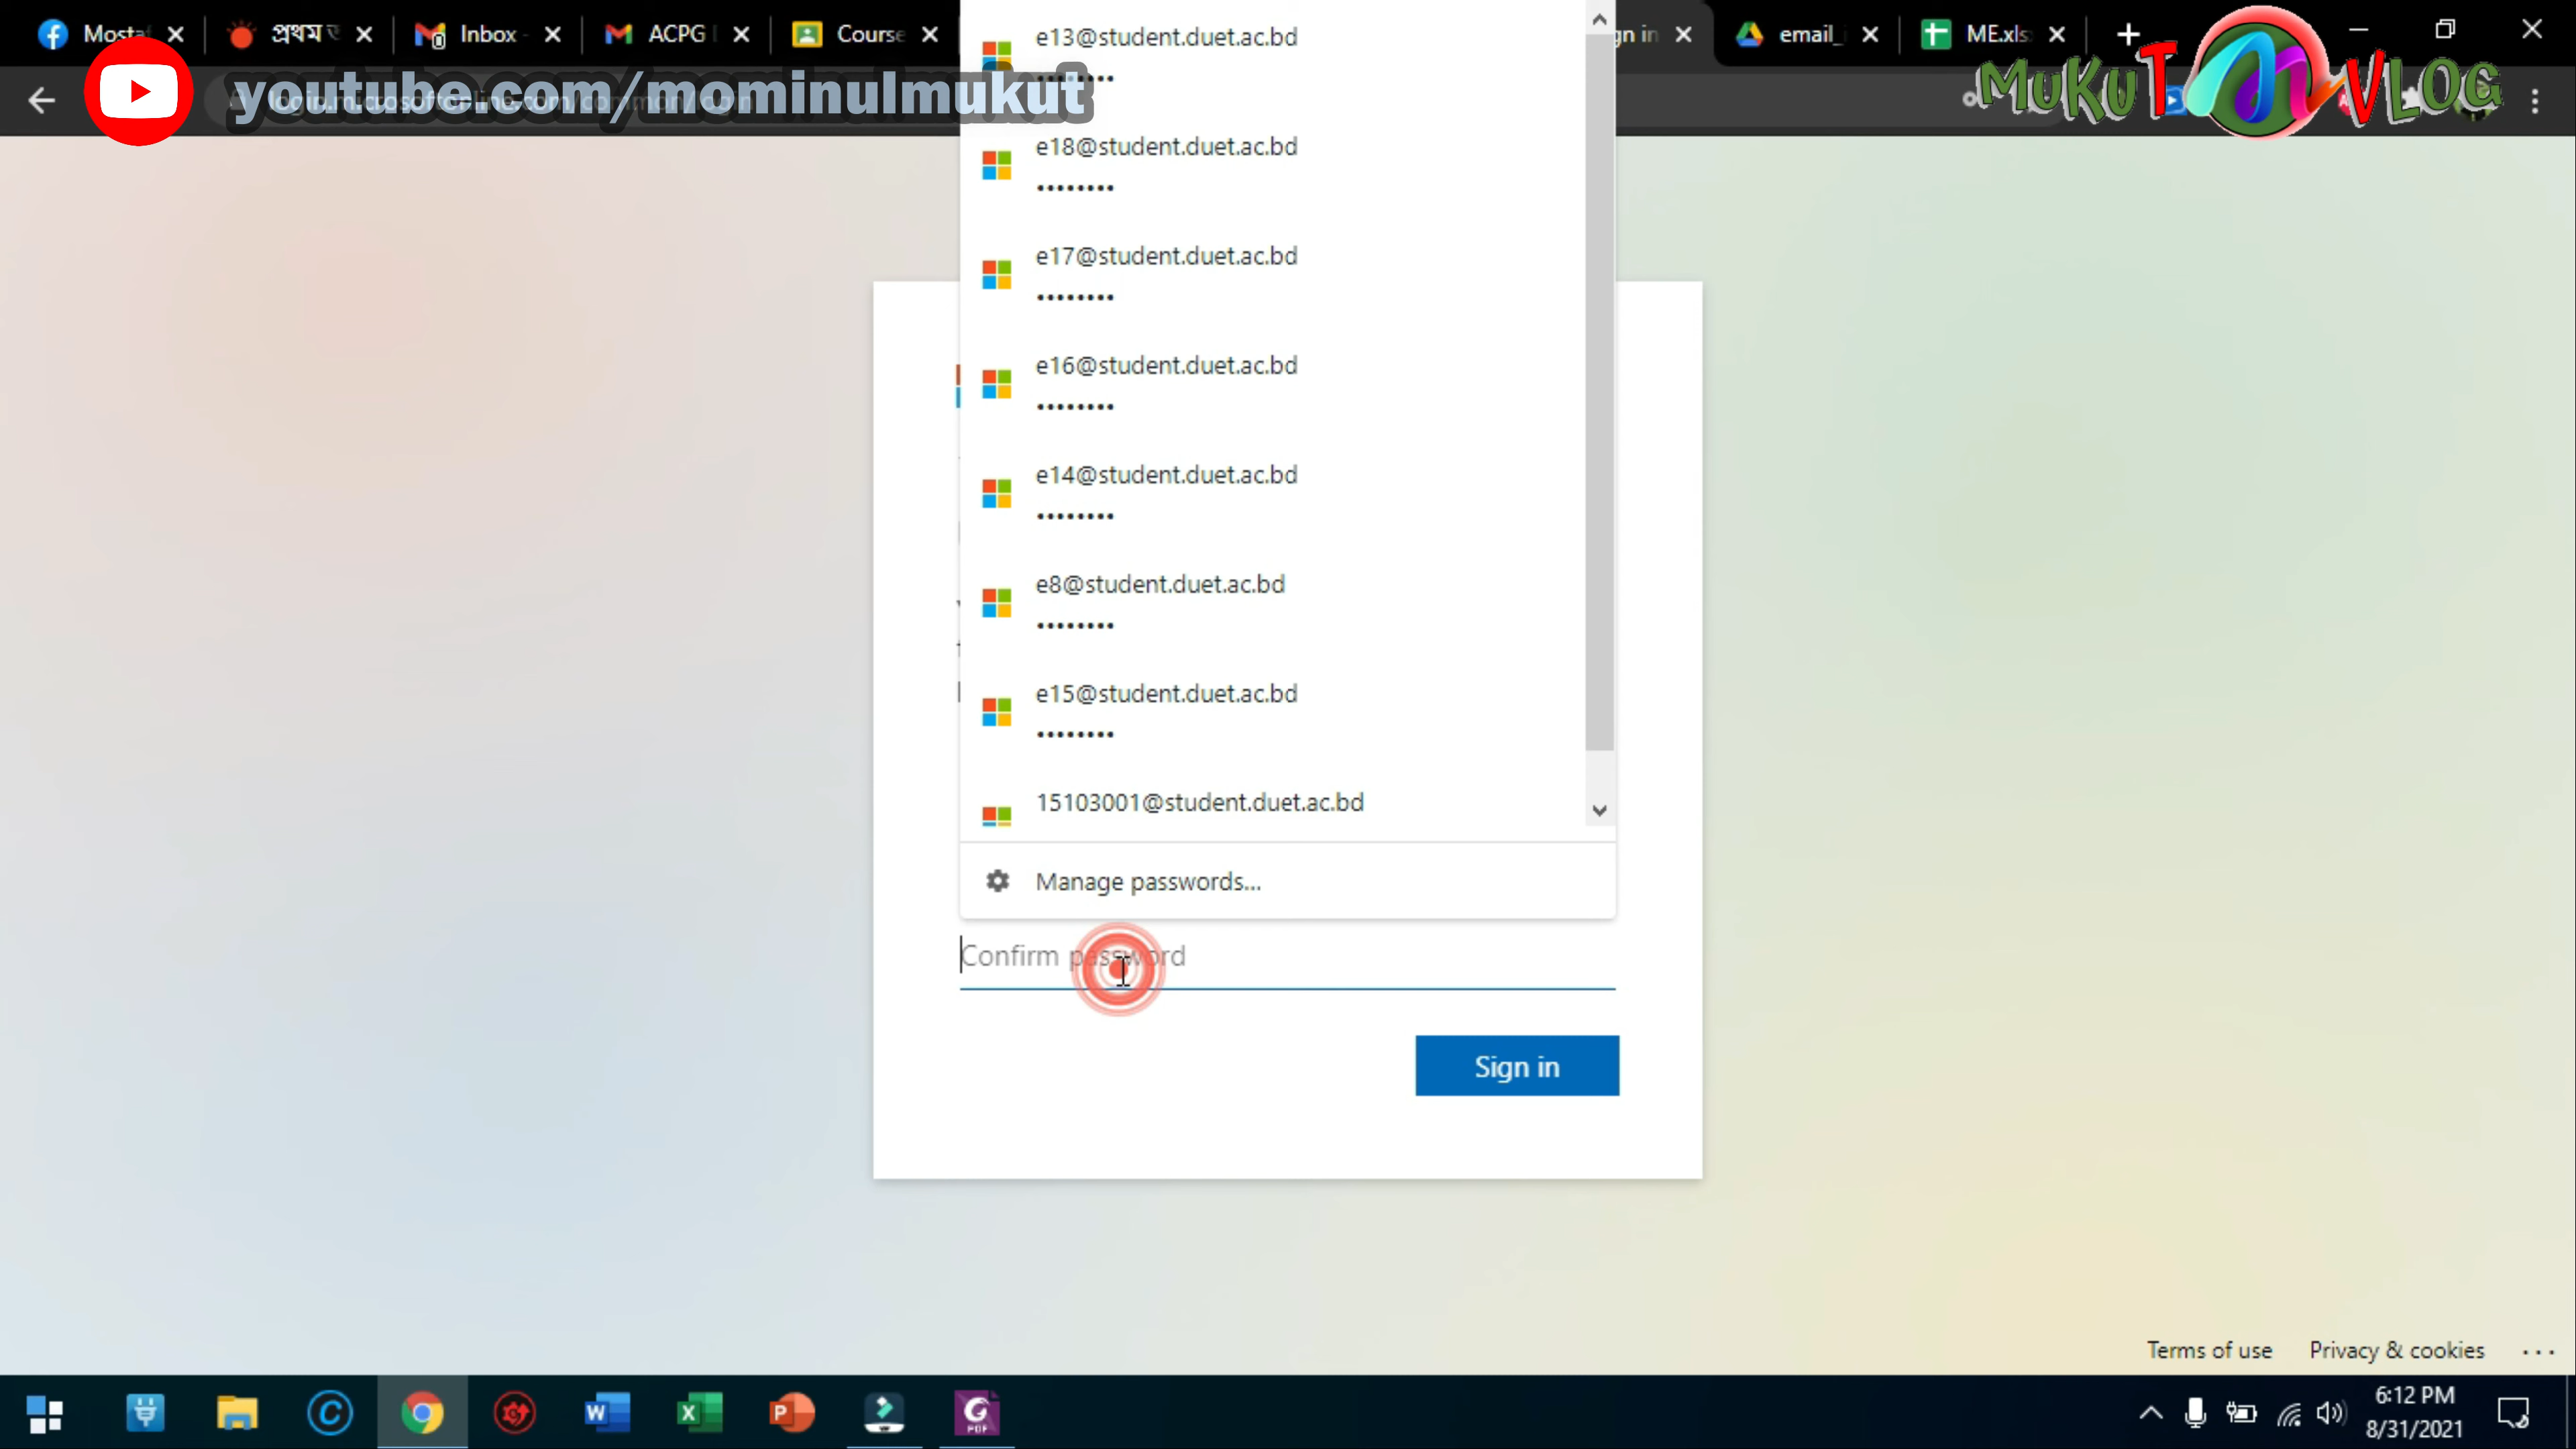 Mosta
প্রথম
Inbox -
ACPG
Course
gn in
email_
ME.xls
youtube.com/mominulmukut
MUKUT VLOG
e13@student.duet.ac.bd
••••••••
e18@student.duet.ac.bd
••••••••
e17@student.duet.ac.bd
••••••••
e16@student.duet.ac.bd
••••••••
e14@student.duet.ac.bd
••••••••
e8@student.duet.ac.bd
••••••••
e15@student.duet.ac.bd
••••••••
15103001@student.duet.ac.bd
Manage passwords...
Confirm password
Sign in
Terms of use
Privacy & cookies
6:12 PM
8/31/2021